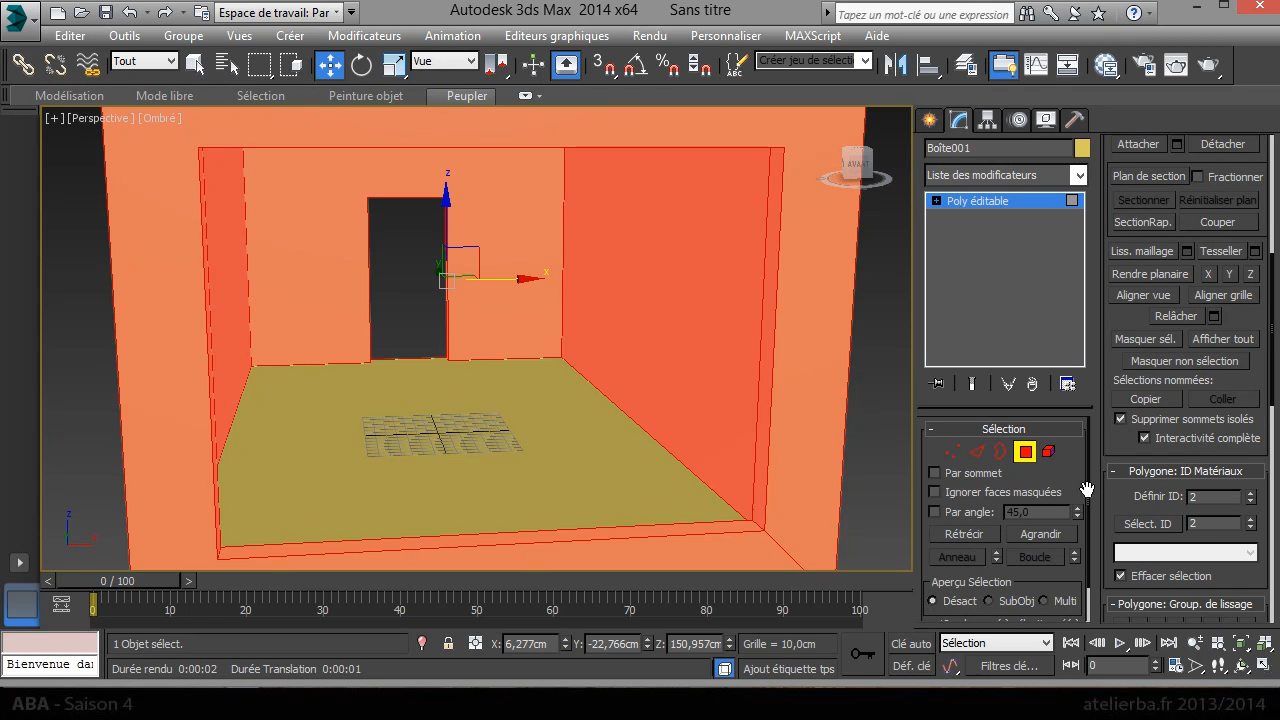 Espace de travail: Par
Autodesk 3ds Max 2014 x64 Sans titre
Tapez un mot-clé ou une expression
Editer Outils Groupe Vues Créer Modificateurs Animation Editeurs graphiques Rendu Personnaliser MAXScript Aide
Tout
Vue
3
Créer jeu de sélecti
Modélisation Mode libre Sélection Peinture objet Peupler
[+] [Perspective] [Ombré]
z
x
y
AVANT
z
Boîte001
Liste des modificateurs
Poly éditable
- Sélection
Par sommet
Ignorer faces masquées
Par angle: 45,0
Rétrécir Agrandir
Anneau Boucle
Aperçu Sélection
Désact SubObj Multi
Attacher Détacher
Plan de section Fractionner
Sectionner Réinitialiser plan
SectionRap. Couper
Liss. maillage Tesseller
Rendre planaire X Y Z
Aligner vue Aligner grille
Relâcher
Masquer sél. Afficher tout
Masquer non sélection
Sélections nommées:
Copier Coller
Supprimer sommets isolés
Interactivité complète
- Polygone: ID Matériaux
Définir ID: 2
Sélect. ID 2
Effacer sélection
- Polygone: Group. de lissage
< 0 / 100 >
0 10 20 30 40 50 60 70 80 90 100
1 Objet sélect.
X: 6,277cm Y: -22,766cm Z: 150,957cm Grille = 10,0cm
Clé auto Sélection
Bienvenue da
Durée rendu 0:00:02 Durée Translation 0:00:01
Ajout étiquette tps
Déf. clé Filtres clé... 0
ABA - Saison 4
atelierba.fr 2013/2014